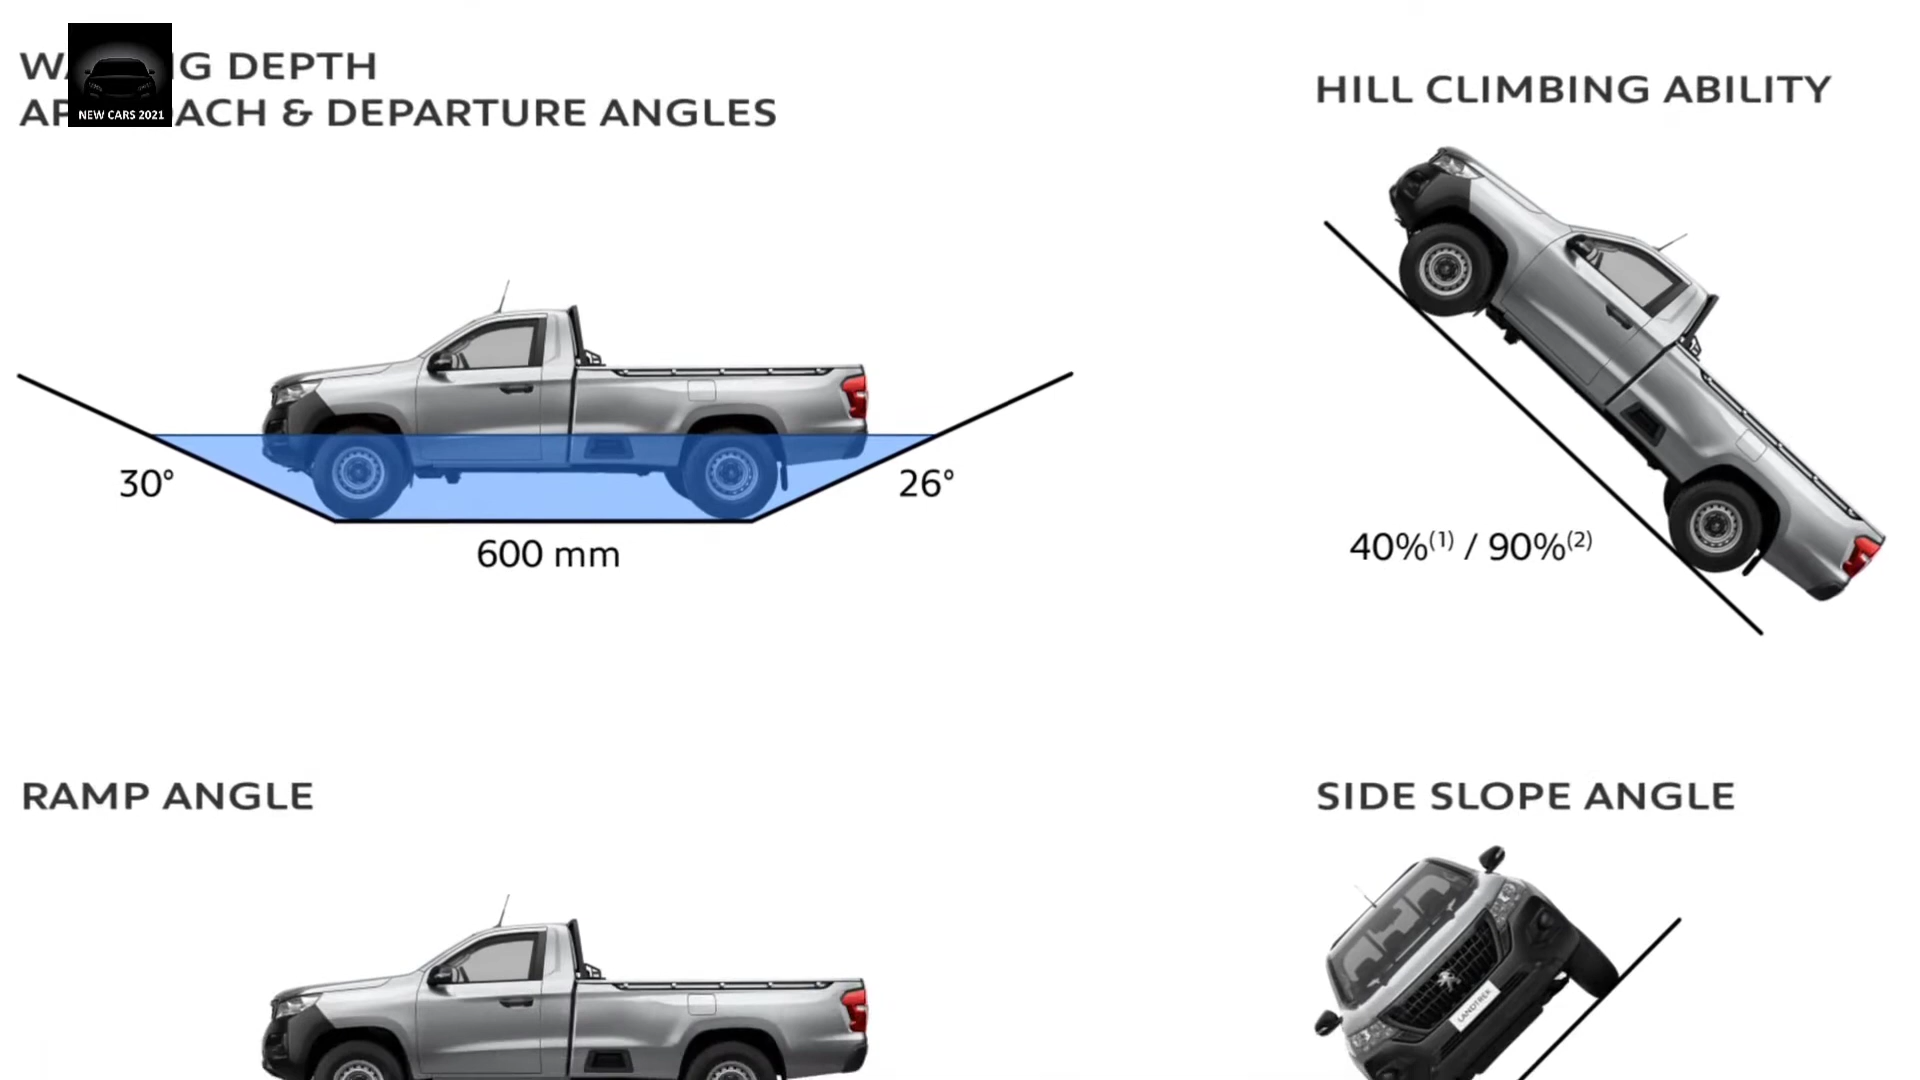 G DEPTH
ACH & DEPARTURE ANGLES
NEW CARS 2021
HILL CLIMBING ABILITY
30°
26°
600 mm
40%(1) / 90%(2)
RAMP ANGLE
SIDE SLOPE ANGLE
LANDTREK